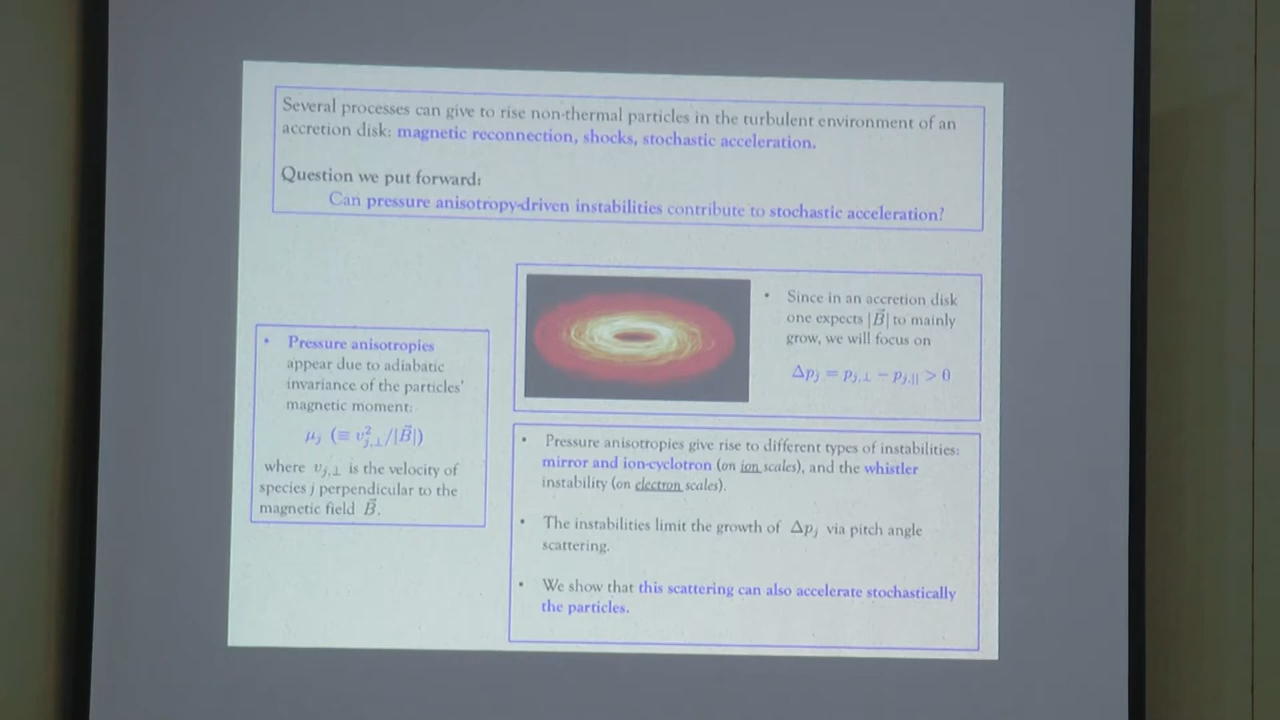 Several processes can give to rise non-thermal particles in the turbulent environment of an
accretion disk: magnetic reconnection, shocks, stochastic acceleration.
Question we put forward:
Can pressure anisotropy-driven instabilities contribute to stochastic acceleration?
• Pressure anisotropies
appear due to adiabatic
invariance of the particles'
magnetic moment:
μ_j (≡ v²_{j,⊥}/|B⃗|)
where v_{j,⊥} is the velocity of
species j perpendicular to the
magnetic field B⃗.
• Since in an accretion disk
one expects |B⃗| to mainly
grow, we will focus on
Δp_j = p_{j,⊥} − p_{j,||} > 0
• Pressure anisotropies give rise to different types of instabilities:
mirror and ion-cyclotron (on ion scales), and the whistler
instability (on electron scales).
• The instabilities limit the growth of Δp_j via pitch angle
scattering.
• We show that this scattering can also accelerate stochastically
the particles.